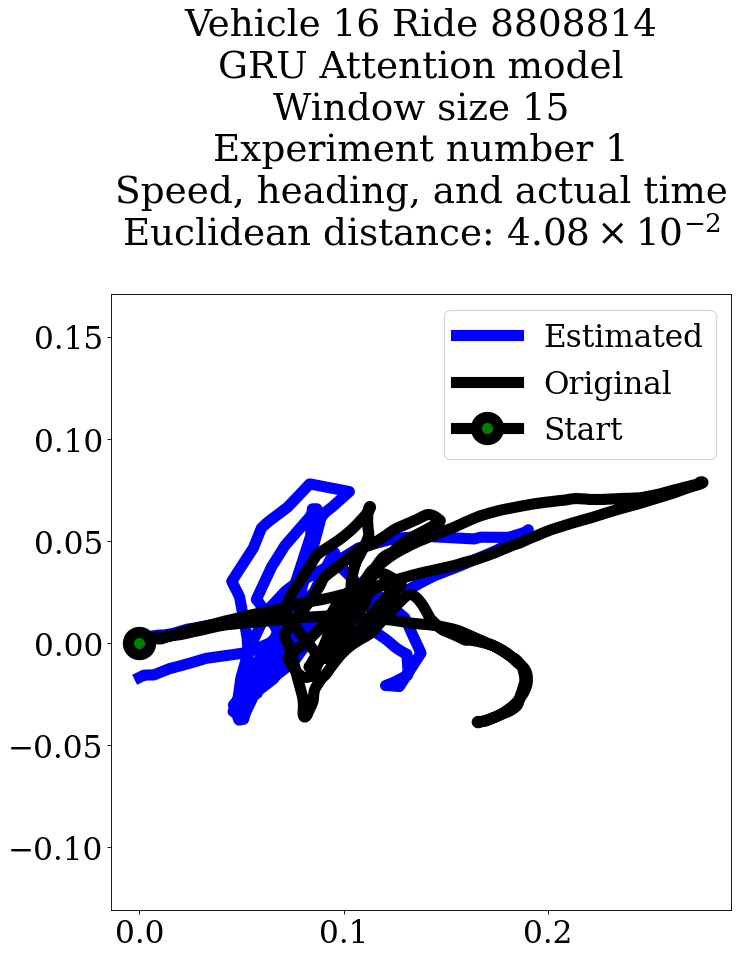 Vehicle 16 Ride 8808814
GRU Attention model
Window size 15
Experiment number 1
Speed, heading, and actual time
Euclidean distance: 4.08 × 10⁻²
Estimated
Original
Start
0.15
0.10
0.05
0.00
−0.05
−0.10
0.0 0.1 0.2